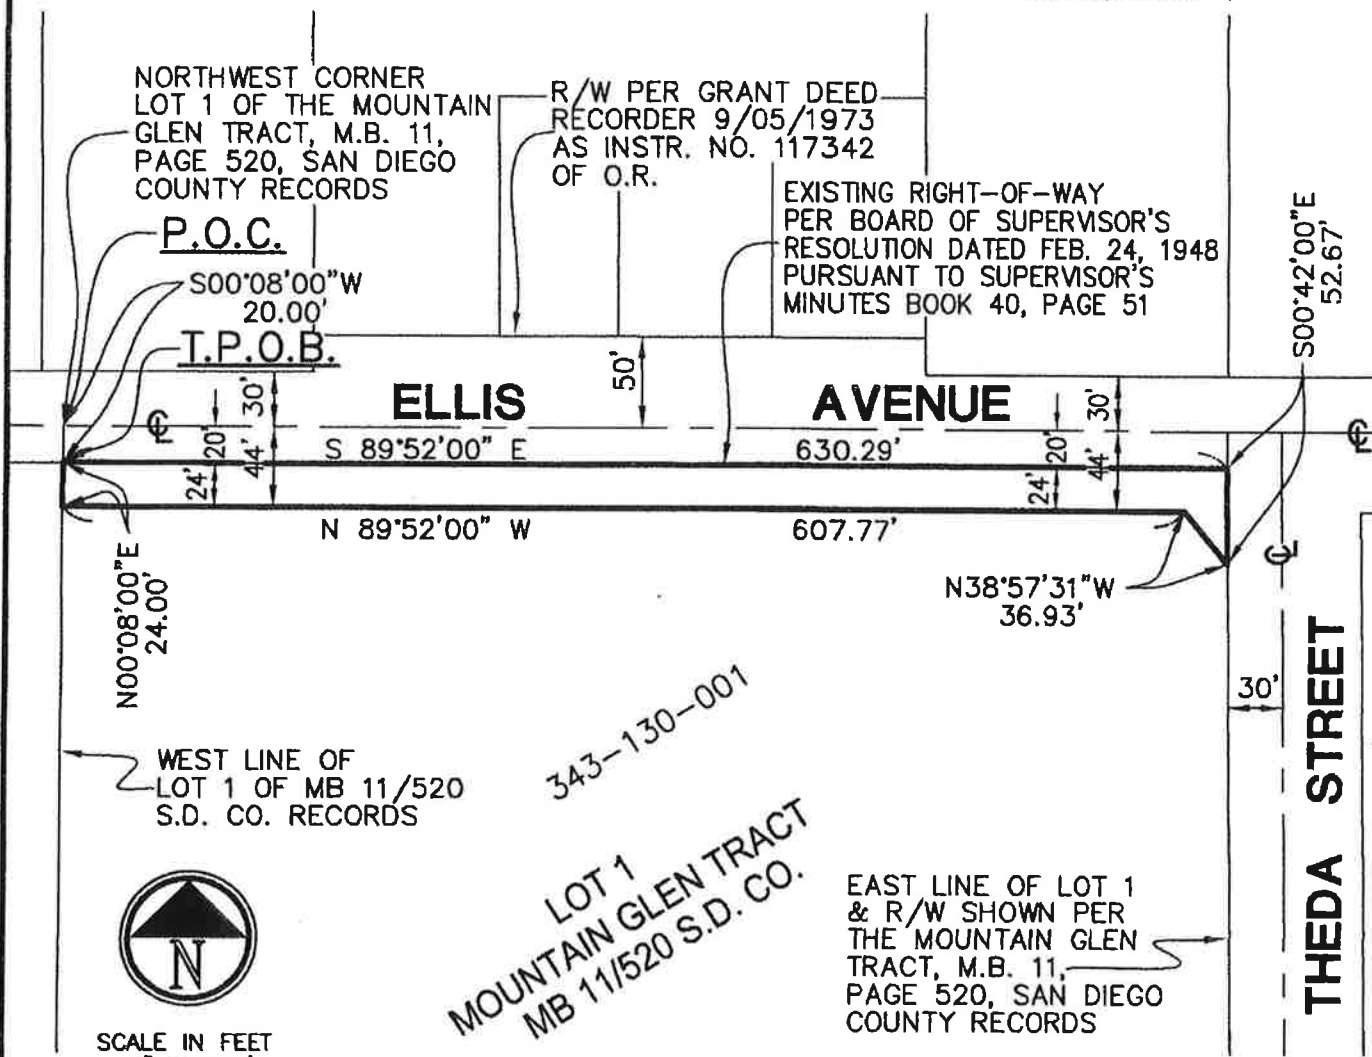 NORTHWEST CORNER
LOT 1 OF THE MOUNTAIN
GLEN TRACT, M.B. 11,
PAGE 520, SAN DIEGO
COUNTY RECORDS
P.O.C.
S00°08'00"W
20.00'
T.P.O.B.
R/W PER GRANT DEED
RECORDER 9/05/1973
AS INSTR. NO. 117342
OF O.R.
EXISTING RIGHT-OF-WAY
PER BOARD OF SUPERVISOR'S
RESOLUTION DATED FEB. 24, 1948
PURSUANT TO SUPERVISOR'S
MINUTES BOOK 40, PAGE 51
S00°42'00"E
52.67'
50'
30'
30'
ELLIS AVENUE
20'
44'
S 89°52'00" E 630.29'
20'
44'
24'
24'
N 89°52'00" W 607.77'
N00°08'00"E
24.00'
N38°57'31"W
36.93'
30'
THEDA STREET
343-130-001
WEST LINE OF
LOT 1 OF MB 11/520
S.D. CO. RECORDS
LOT 1
MOUNTAIN GLEN TRACT
MB 11/520 S.D. CO.
EAST LINE OF LOT 1
& R/W SHOWN PER
THE MOUNTAIN GLEN
TRACT, M.B. 11,
PAGE 520, SAN DIEGO
COUNTY RECORDS
N
SCALE IN FEET